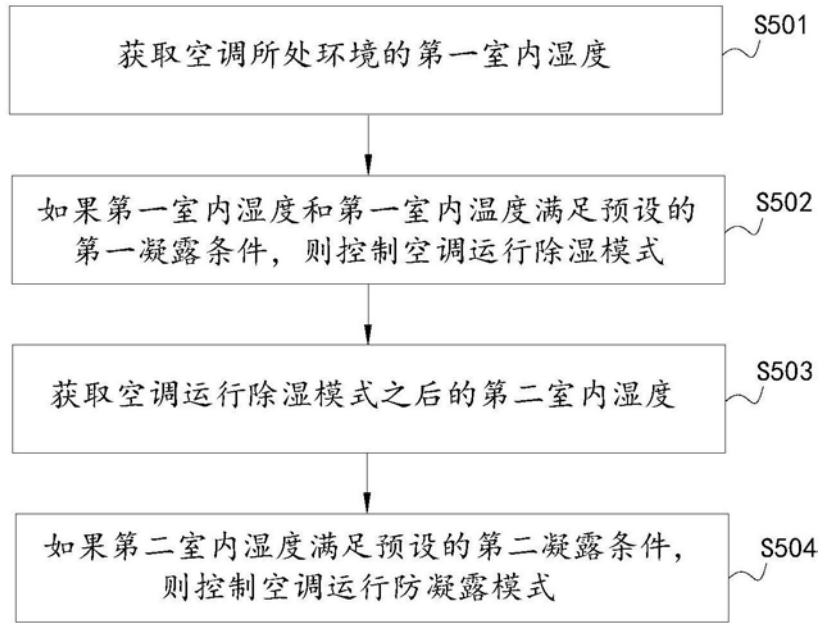 获取空调所处环境的第一室内湿度
S501
如果第一室内湿度和第一室内温度满足预设的
第一凝露条件，则控制空调运行除湿模式
S502
获取空调运行除湿模式之后的第二室内湿度
S503
如果第二室内湿度满足预设的第二凝露条件，
则控制空调运行防凝露模式
S504